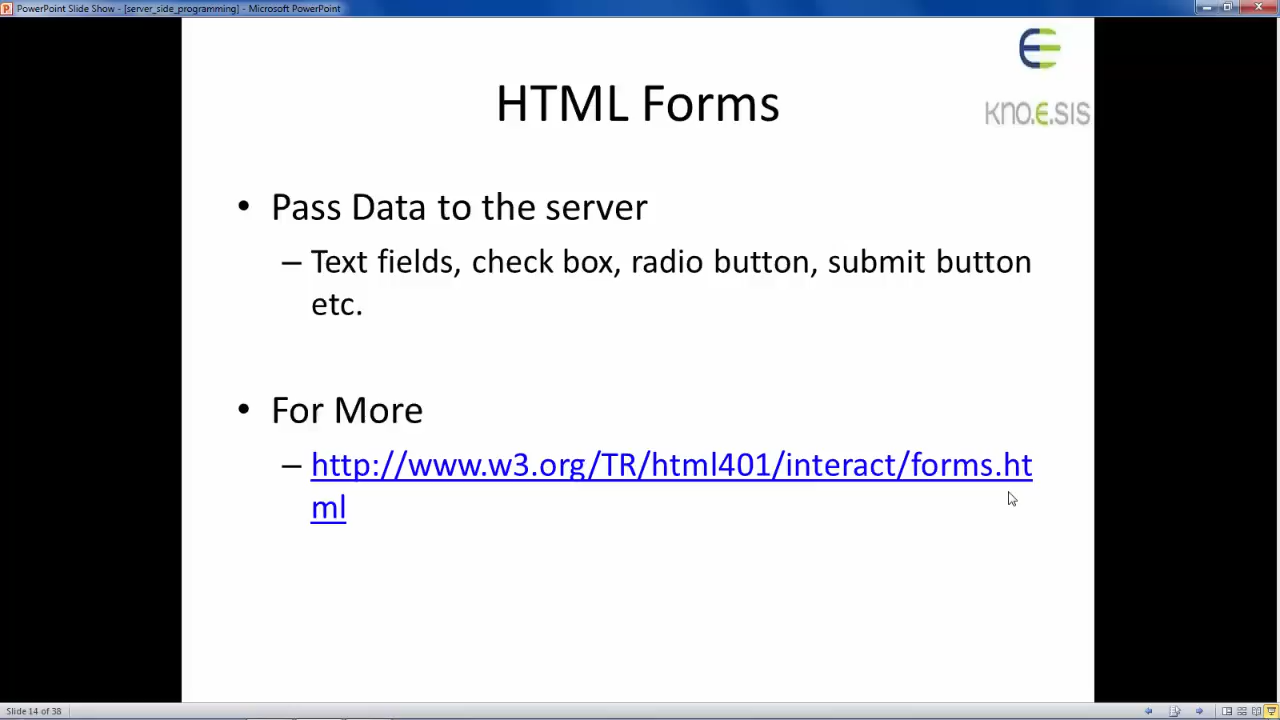 PowerPoint Slide Show - [server_side_programming] - Microsoft PowerPoint
HTML Forms
KNO.E.SIS
• Pass Data to the server
– Text fields, check box, radio button, submit button
etc.
• For More
– http://www.w3.org/TR/html401/interact/forms.ht
ml
Slide 14 of 38